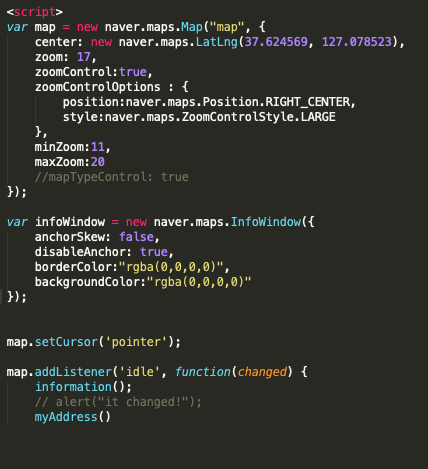 <script>
var map = new naver.maps.Map("map", {
    center: new naver.maps.LatLng(37.624569, 127.078523),
    zoom: 17,
    zoomControl:true,
    zoomControlOptions : {
        position:naver.maps.Position.RIGHT_CENTER,
        style:naver.maps.ZoomControlStyle.LARGE
    },
    minZoom:11,
    maxZoom:20
    //mapTypeControl: true
});
var infoWindow = new naver.maps.InfoWindow({
    anchorSkew: false,
    disableAnchor: true,
    borderColor:"rgba(0,0,0,0)",
    backgroundColor:"rgba(0,0,0,0)"
});
map.setCursor('pointer');
map.addListener('idle', function(changed) {
    information();
    // alert("it changed!");
    myAddress()